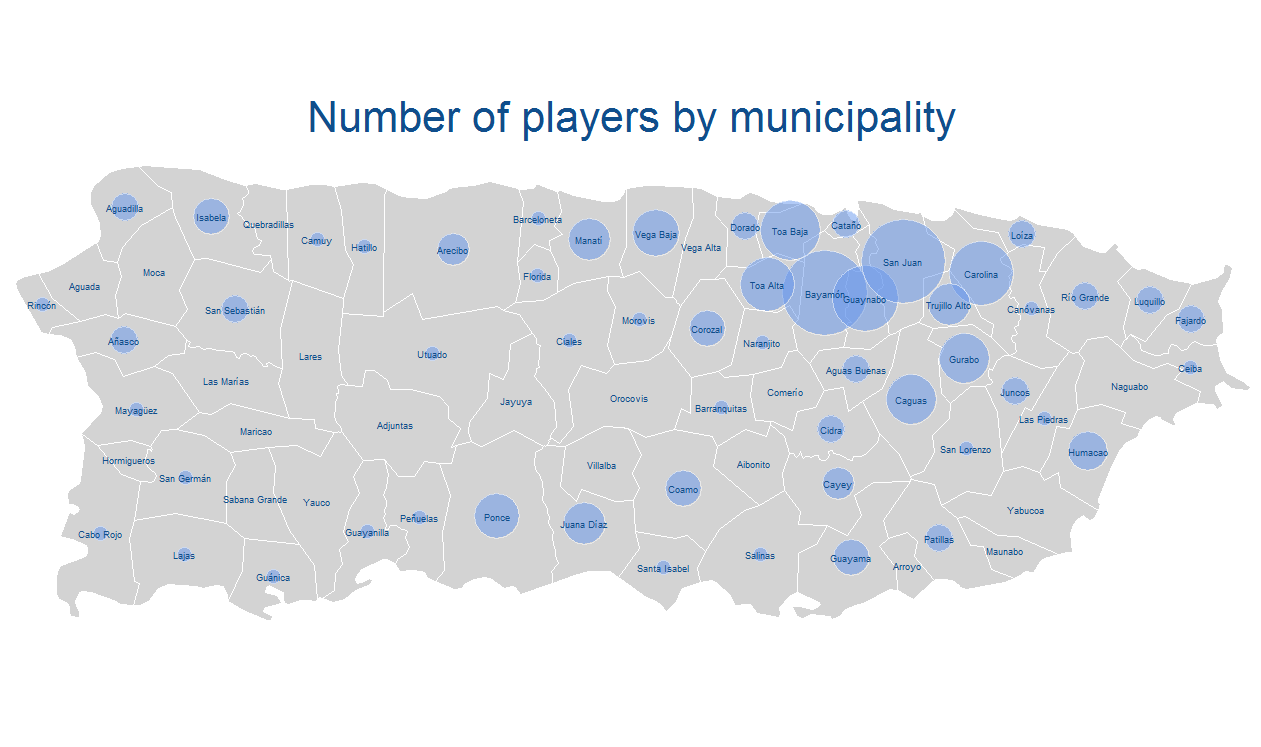 Number of players by municipality
Aguadilla
Isabela
Quebradillas
Camuy
Hatillo
Arecibo
Barceloneta
Manatí
Vega Baja
Vega Alta
Dorado
Toa Baja
Cataño
San Juan
Carolina
Loíza
Moca
Aguada
Rincón
San Sebastián
Florida
Toa Alta
Bayamón
Guaynabo
Trujillo Alto
Canóvanas
Río Grande
Luquillo
Fajardo
Añasco
Lares
Utuado
Ciales
Morovis
Corozal
Naranjito
Aguas Buenas
Gurabo
Ceiba
Las Marías
Mayagüez
Maricao
Adjuntas
Jayuya
Orocovis
Barranquitas
Comerío
Caguas
Juncos
Naguabo
Las Piedras
Cidra
San Lorenzo
Humacao
Hormigueros
San Germán
Sabana Grande
Yauco
Villalba
Coamo
Aibonito
Cayey
Yabucoa
Cabo Rojo
Lajas
Guánica
Guayanilla
Peñuelas
Ponce
Juana Díaz
Santa Isabel
Salinas
Guayama
Arroyo
Patillas
Maunabo